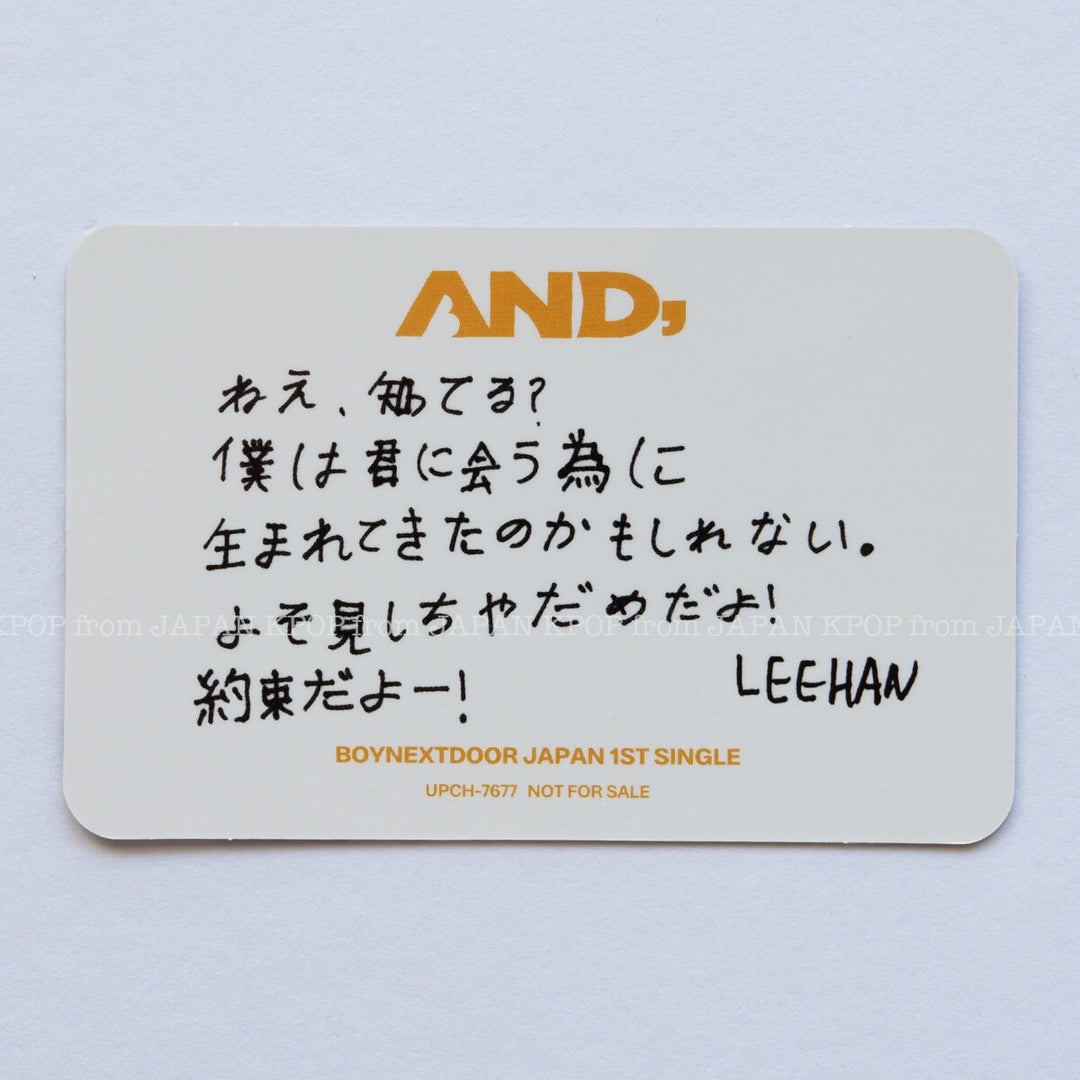 AND,
ねえ、知ってる?
僕は君に会う為に
生まれてきたのかもしれない。
よそ見しちゃだめだよ!
KPOP from JAPAN KPOP from JAPAN KPOP from JAPAN
約束だよー!
LEEHAN
BOYNEXTDOOR JAPAN 1ST SINGLE
UPCH-7677 NOT FOR SALE